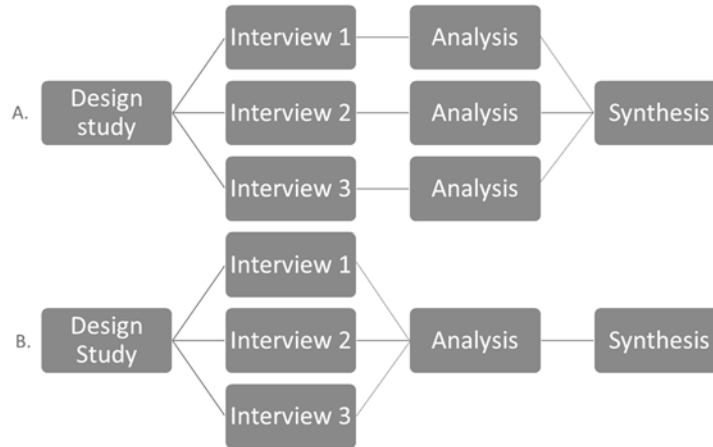 Interview 1
Analysis
A.
Design
study
Interview 2
Analysis
Synthesis
Interview 3
Analysis
Interview 1
B.
Design
Study
Interview 2
Analysis
Synthesis
Interview 3